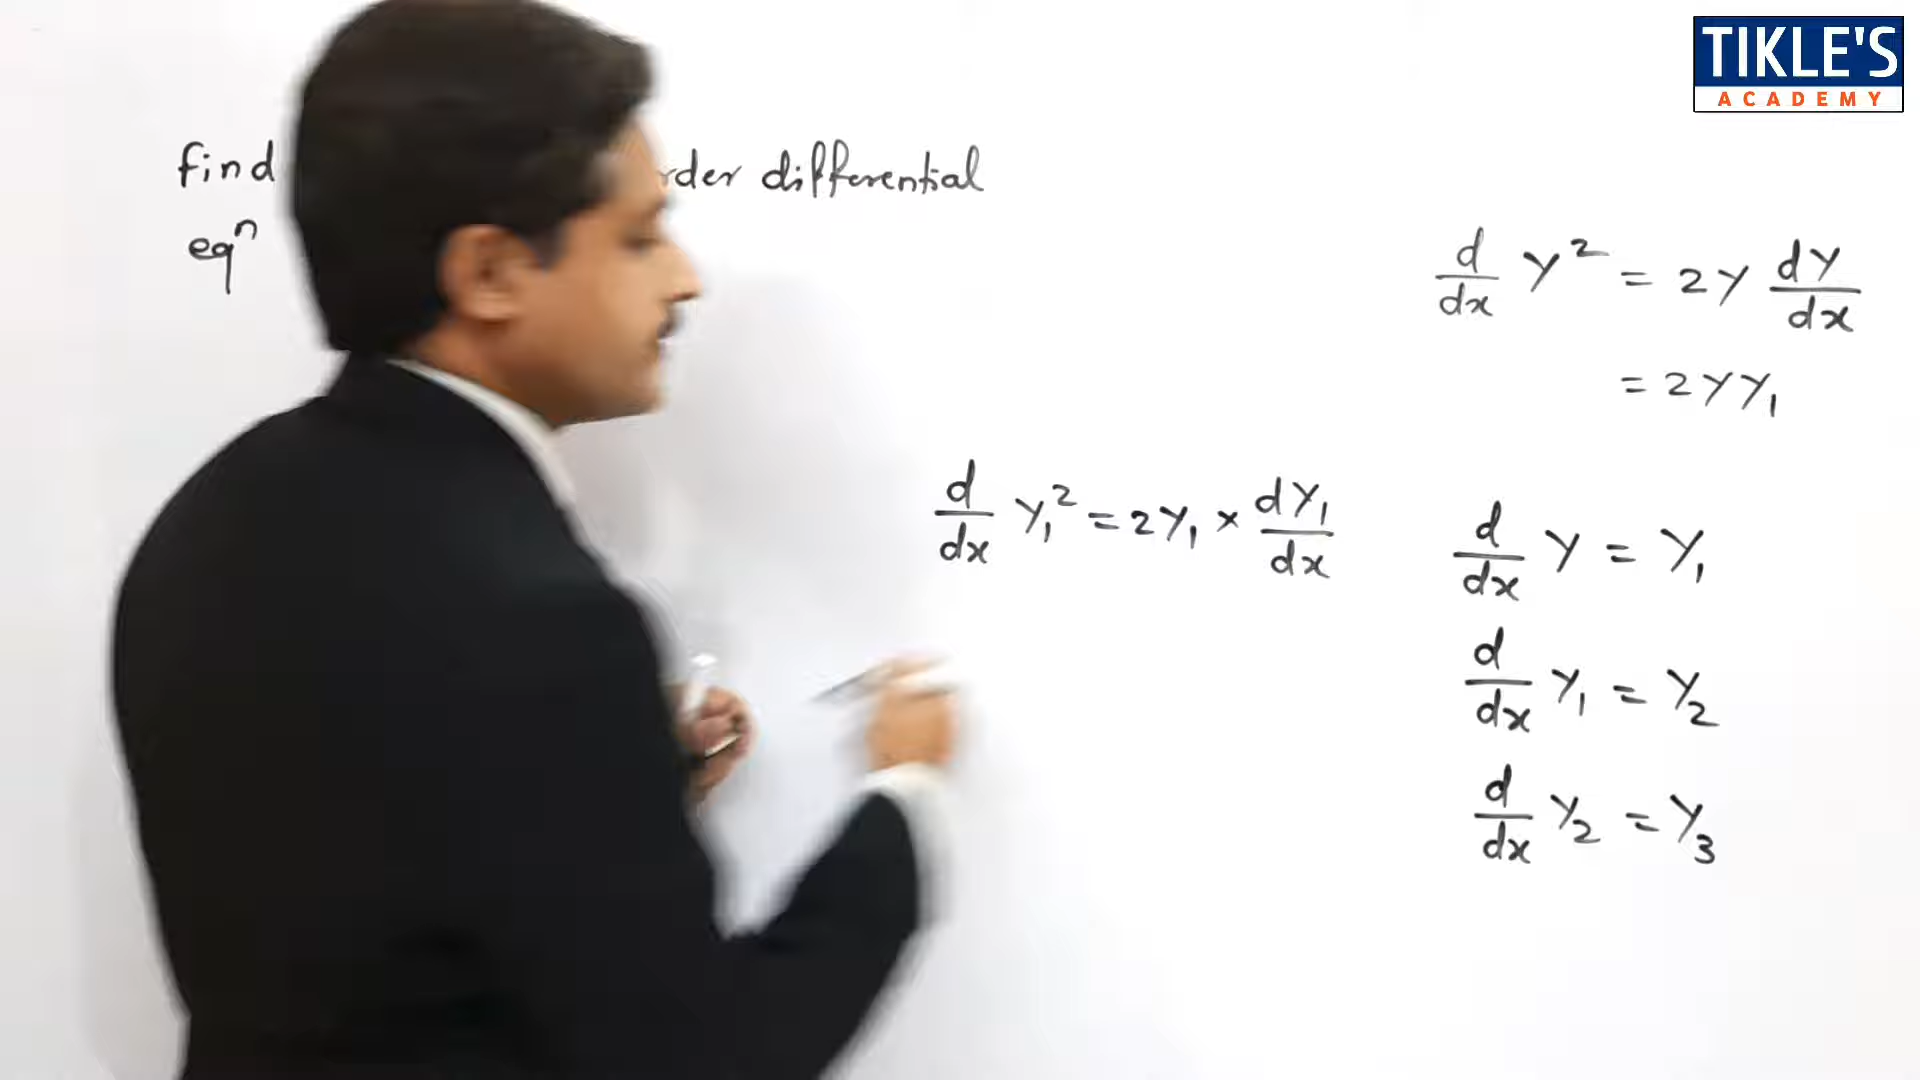 TIKLE'S
ACADEMY
find
differential
eqⁿ
d/dx y² = 2y dy/dx
= 2yy₁
d/dx y₁² = 2y₁ × dy₁/dx
d/dx y = y₁
d/dx y₁ = y₂
d/dx y₂ = y₃